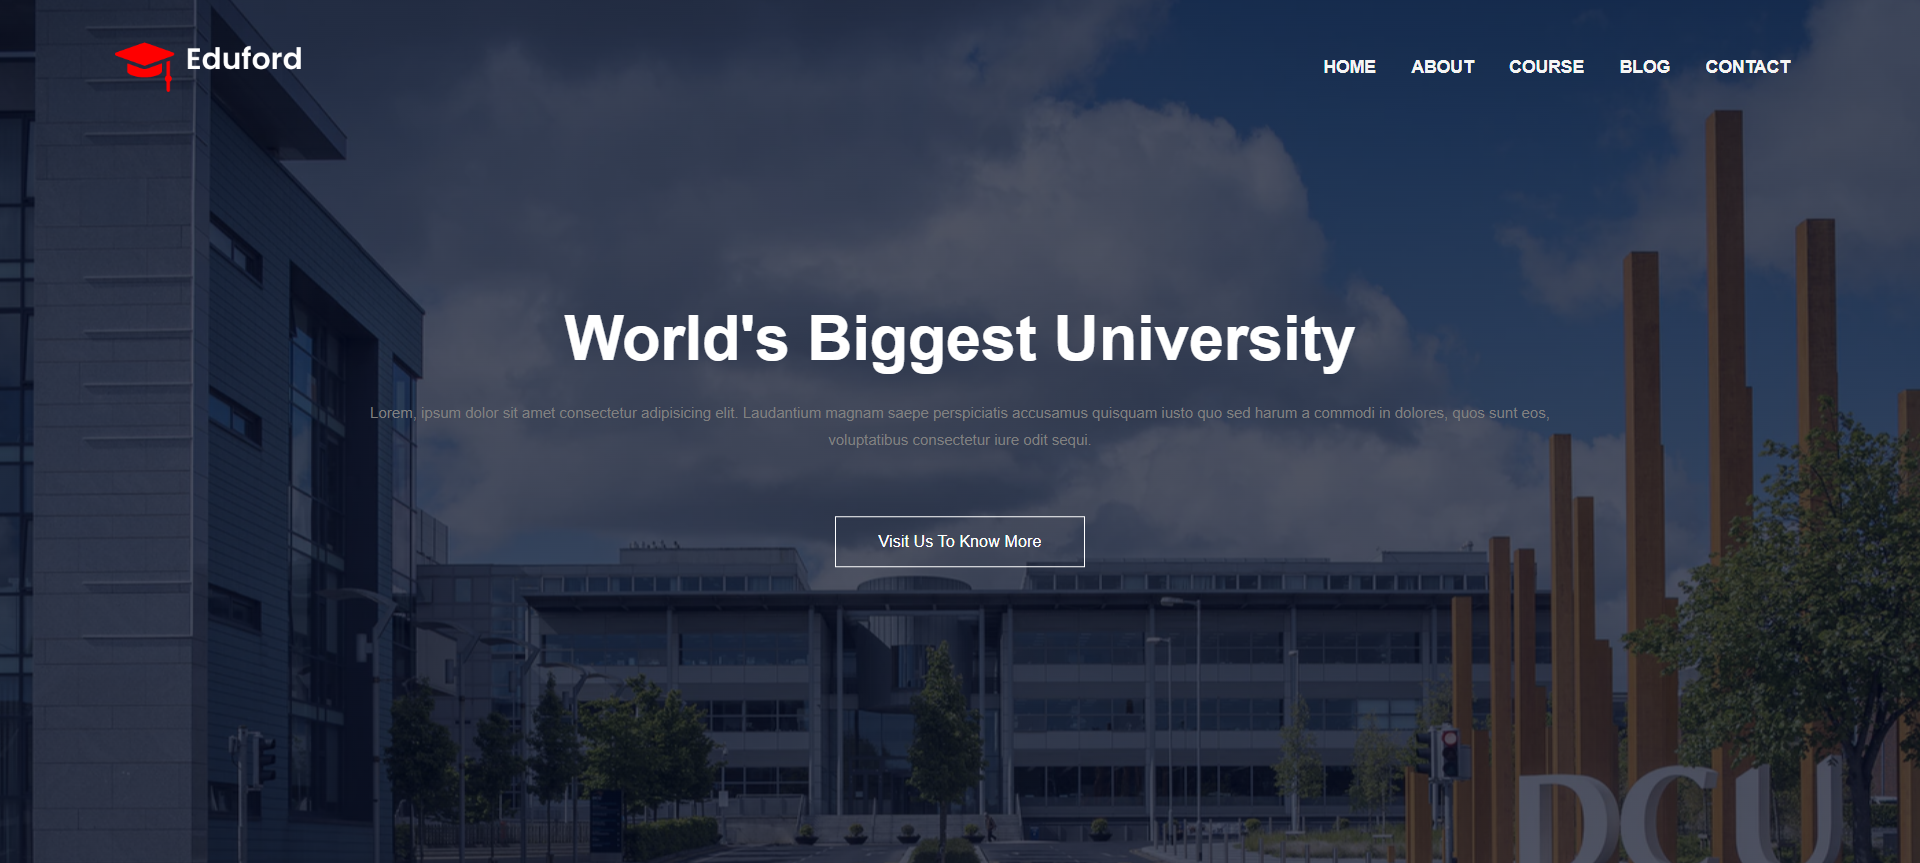 Eduford
HOME ABOUT COURSE BLOG CONTACT
World's Biggest University
Lorem, ipsum dolor sit amet consectetur adipisicing elit. Laudantium magnam saepe perspiciatis accusamus quisquam iusto quo sed harum a commodi in dolores, quos sunt eos,
voluptatibus consectetur iure odit sequi.
Visit Us To Know More
DCU